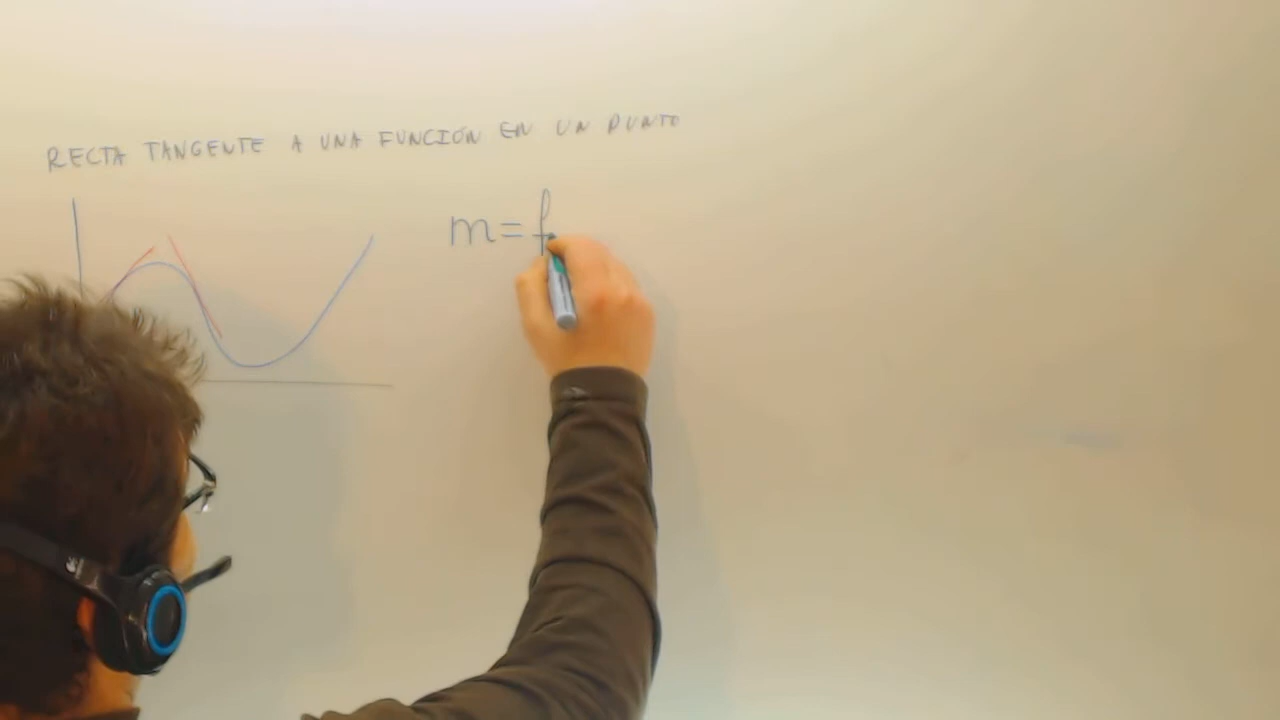 RECTA TANGENTE A UNA FUNCIÓN EN UN PUNTO
m = f